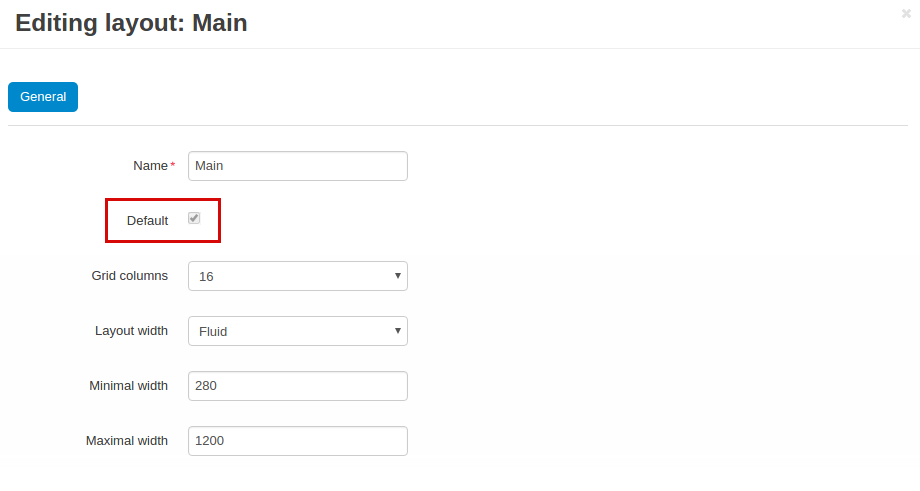 Editing layout: Main
General
Name* Main
Default
Grid columns 16
Layout width Fluid
Minimal width 280
Maximal width 1200